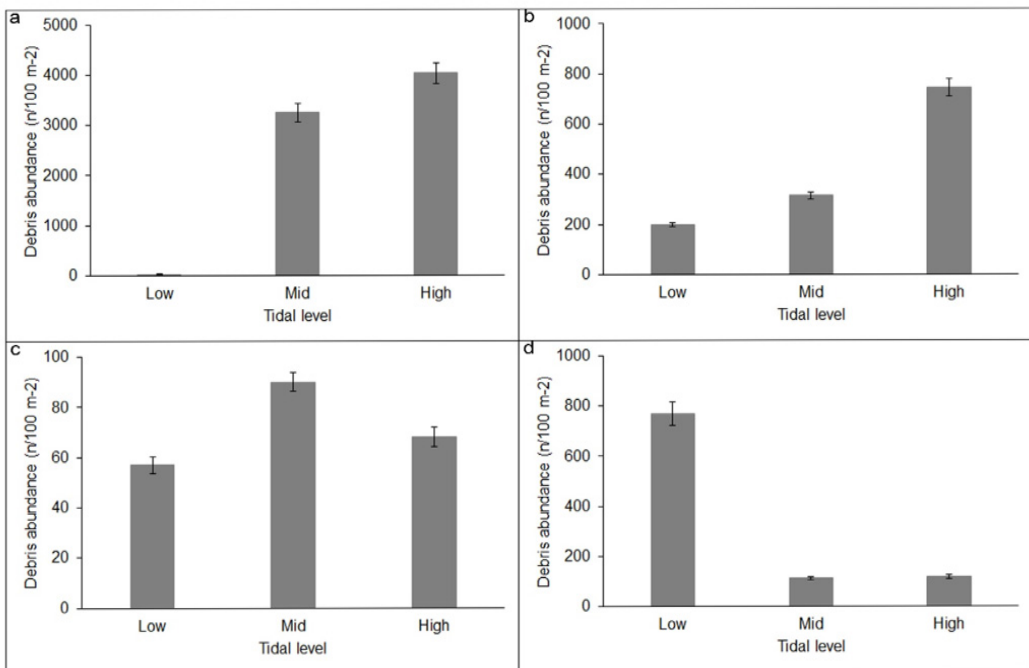 a
Debris abundance (n/100 m-2)
5000
4000
3000
2000
1000
0
Low Mid High
Tidal level
b
Debris abundance (n/100 m-2)
1000
800
600
400
200
0
Low Mid High
Tidal level
c
Debris abundance (n/100 m-2)
100
80
60
40
20
0
Low Mid High
Tidal level
d
Debris abundance (n/100 m-2)
1000
800
600
400
200
0
Low Mid High
Tidal level